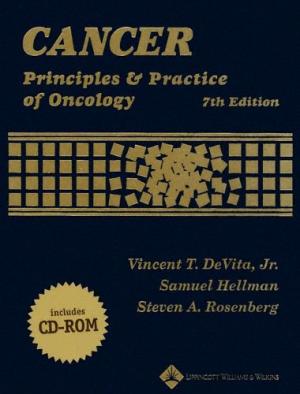 CANCER
Principles & Practice
of Oncology
7th Edition
Vincent T. DeVita, Jr.
Samuel Hellman
Steven A. Rosenberg
includes
CD-ROM
LIPPINCOTT WILLIAMS & WILKINS